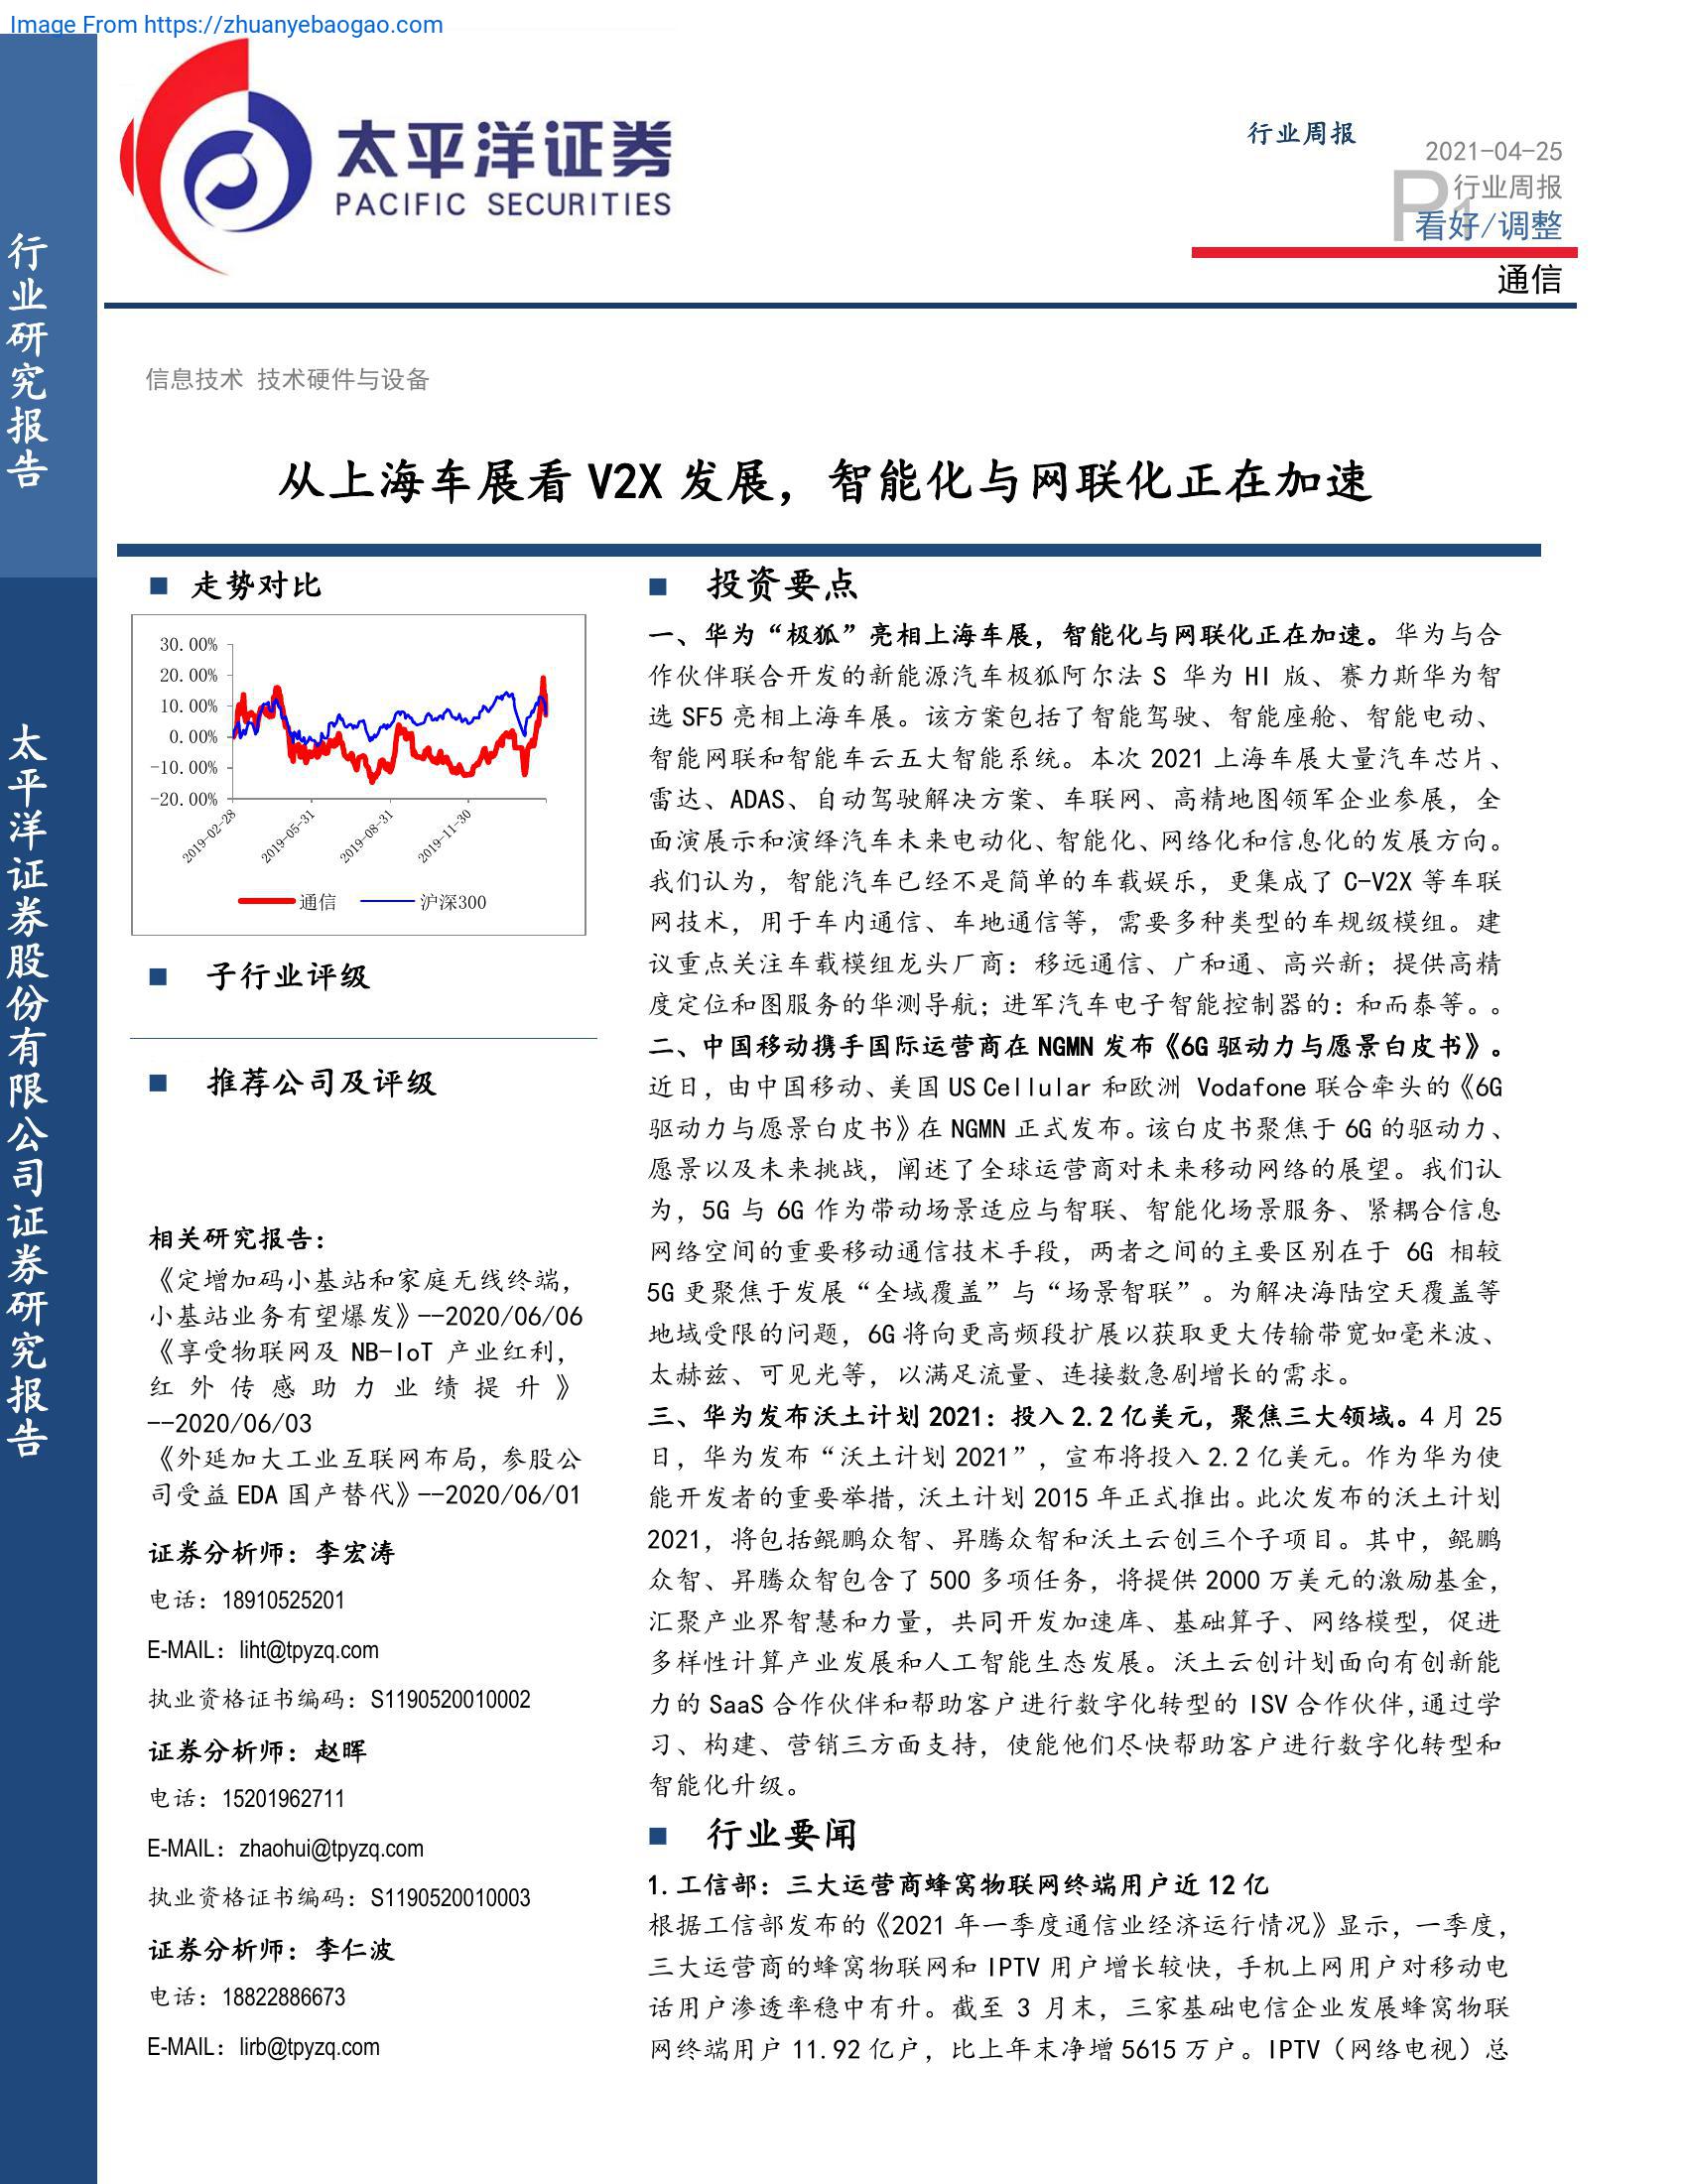 Image From https://zhuanyebaogao.com
行业研究报告
太平洋证券股份有限公司证券研究报告
太平洋证券
PACIFIC SECURITIES
行业周报
2021-04-25
P1
行业周报
看好/调整
通信
信息技术 技术硬件与设备
从上海车展看 V2X 发展，智能化与网联化正在加速
■ 走势对比
30.00%
20.00%
10.00%
0.00%
-10.00%
-20.00%
2019-02-28
2019-05-31
2019-08-31
2019-11-30
通信
沪深300
■ 子行业评级
■ 推荐公司及评级
相关研究报告：
《定增加码小基站和家庭无线终端，
小基站业务有望爆发》--2020/06/06
《享受物联网及 NB-IoT 产业红利，
红外传感助力业绩提升》
--2020/06/03
《外延加大工业互联网布局，参股公
司受益 EDA 国产替代》--2020/06/01
证券分析师：李宏涛
电话：18910525201
E-MAIL：liht@tpyzq.com
执业资格证书编码：S1190520010002
证券分析师：赵晖
电话：15201962711
E-MAIL：zhaohui@tpyzq.com
执业资格证书编码：S1190520010003
证券分析师：李仁波
电话：18822886673
E-MAIL：lirb@tpyzq.com
■ 投资要点
一、华为“极狐”亮相上海车展，智能化与网联化正在加速。华为与合
作伙伴联合开发的新能源汽车极狐阿尔法 S 华为 HI 版、赛力斯华为智
选 SF5 亮相上海车展。该方案包括了智能驾驶、智能座舱、智能电动、
智能网联和智能车云五大智能系统。本次 2021 上海车展大量汽车芯片、
雷达、ADAS、自动驾驶解决方案、车联网、高精地图领军企业参展，全
面演展示和演绎汽车未来电动化、智能化、网络化和信息化的发展方向。
我们认为，智能汽车已经不是简单的车载娱乐，更集成了 C-V2X 等车联
网技术，用于车内通信、车地通信等，需要多种类型的车规级模组。建
议重点关注车载模组龙头厂商：移远通信、广和通、高兴新；提供高精
度定位和图服务的华测导航；进军汽车电子智能控制器的：和而泰等。。
二、中国移动携手国际运营商在 NGMN 发布《6G 驱动力与愿景白皮书》。
近日，由中国移动、美国 US Cellular 和欧洲 Vodafone 联合牵头的《6G
驱动力与愿景白皮书》在 NGMN 正式发布。该白皮书聚焦于 6G 的驱动力、
愿景以及未来挑战，阐述了全球运营商对未来移动网络的展望。我们认
为，5G 与 6G 作为带动场景适应与智联、智能化场景服务、紧耦合信息
网络空间的重要移动通信技术手段，两者之间的主要区别在于 6G 相较
5G 更聚焦于发展“全域覆盖”与“场景智联”。为解决海陆空天覆盖等
地域受限的问题，6G 将向更高频段扩展以获取更大传输带宽如毫米波、
太赫兹、可见光等，以满足流量、连接数急剧增长的需求。
三、华为发布沃土计划 2021：投入 2.2 亿美元，聚焦三大领域。4 月 25
日，华为发布“沃土计划 2021”，宣布将投入 2.2 亿美元。作为华为使
能开发者的重要举措，沃土计划 2015 年正式推出。此次发布的沃土计划
2021，将包括鲲鹏众智、昇腾众智和沃土云创三个子项目。其中，鲲鹏
众智、昇腾众智包含了 500 多项任务，将提供 2000 万美元的激励基金，
汇聚产业界智慧和力量，共同开发加速库、基础算子、网络模型，促进
多样性计算产业发展和人工智能生态发展。沃土云创计划面向有创新能
力的 SaaS 合作伙伴和帮助客户进行数字化转型的 ISV 合作伙伴，通过学
习、构建、营销三方面支持，使能他们尽快帮助客户进行数字化转型和
智能化升级。
■ 行业要闻
1.工信部：三大运营商蜂窝物联网终端用户近 12 亿
根据工信部发布的《2021 年一季度通信业经济运行情况》显示，一季度，
三大运营商的蜂窝物联网和 IPTV 用户增长较快，手机上网用户对移动电
话用户渗透率稳中有升。截至 3 月末，三家基础电信企业发展蜂窝物联
网终端用户 11.92 亿户，比上年末净增 5615 万户。IPTV（网络电视）总